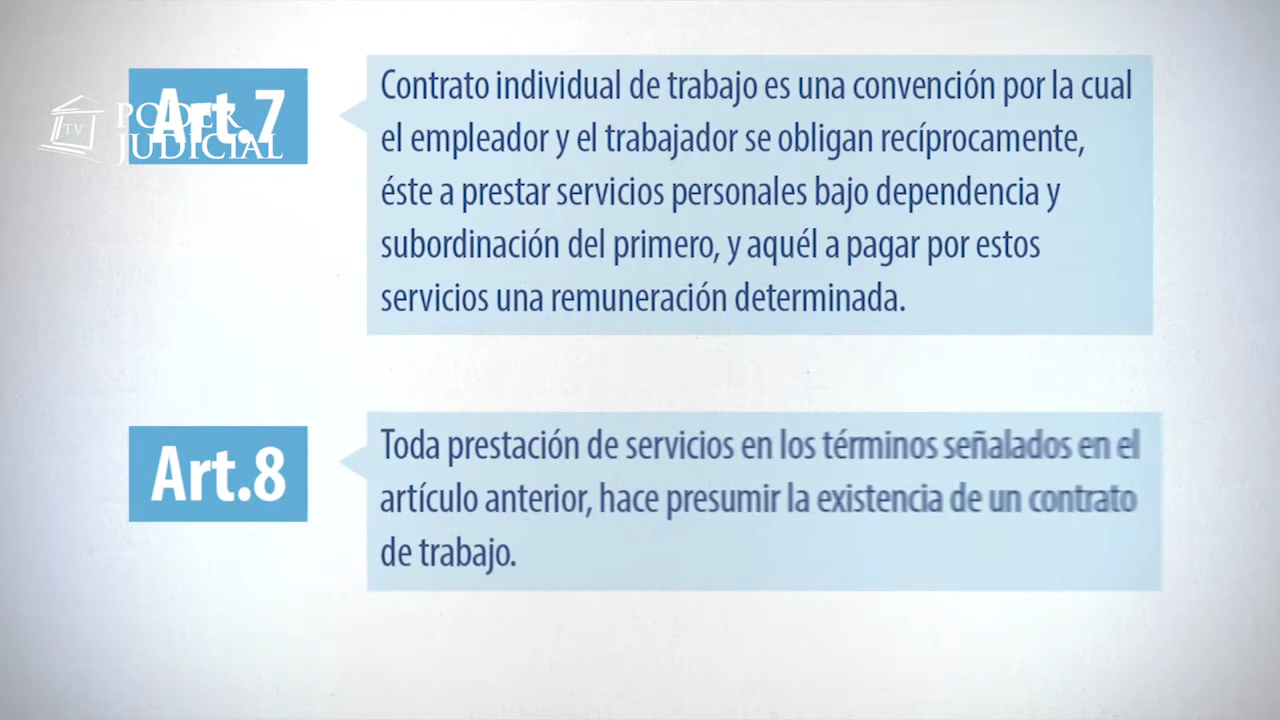 TV
PODER
JUDICIAL
Art.7
Contrato individual de trabajo es una convención por la cual
el empleador y el trabajador se obligan recíprocamente,
éste a prestar servicios personales bajo dependencia y
subordinación del primero, y aquél a pagar por estos
servicios una remuneración determinada.
Art.8
Toda prestación de servicios en los términos señalados en el
artículo anterior, hace presumir la existencia de un contrato
de trabajo.